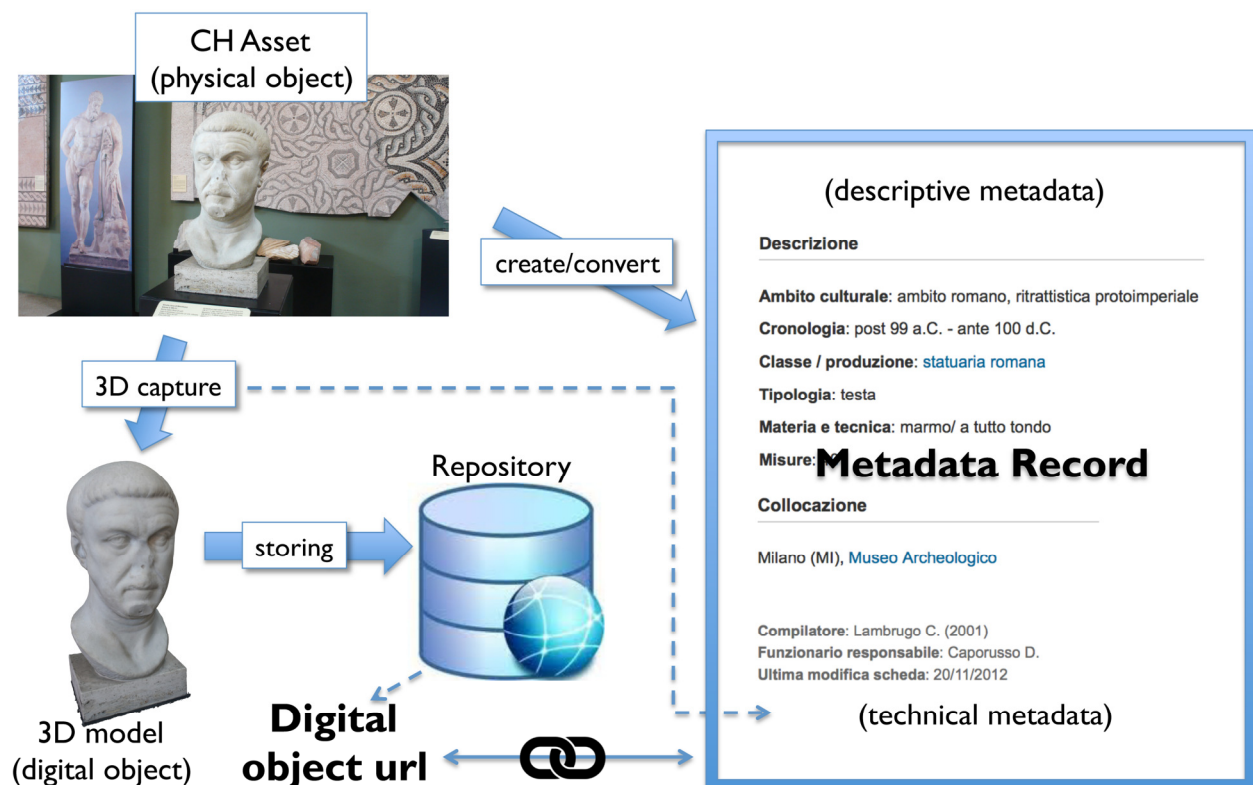 CH Asset
(physical object)
create/convert
3D capture
storing
Repository
3D model
(digital object)
Digital
object url
(descriptive metadata)
Descrizione
Ambito culturale: ambito romano, ritrattistica protoimperiale
Cronologia: post 99 a.C. - ante 100 d.C.
Classe / produzione: statuaria romana
Tipologia: testa
Materia e tecnica: marmo/ a tutto tondo
Misure:
Metadata Record
Collocazione
Milano (MI), Museo Archeologico
Compilatore: Lambrugo C. (2001)
Funzionario responsabile: Caporusso D.
Ultima modifica scheda: 20/11/2012
(technical metadata)